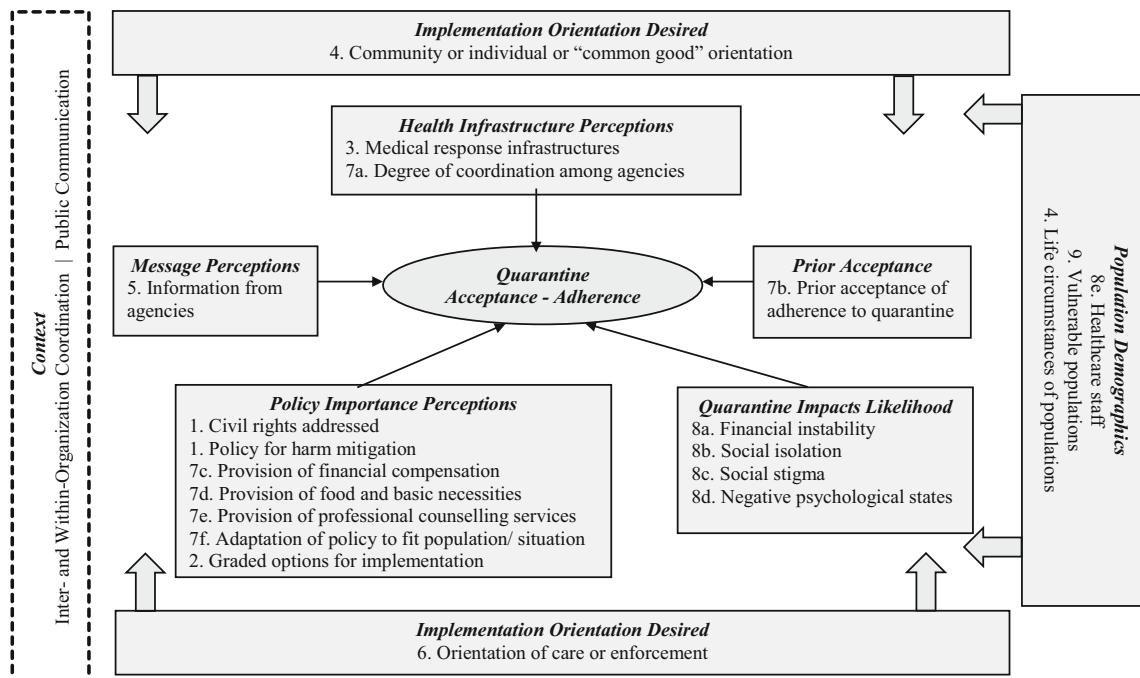 Implementation Orientation Desired
4. Community or individual or “common good” orientation
Context
Inter- and Within-Organization Coordination | Public Communication
Health Infrastructure Perceptions
3. Medical response infrastructures
7a. Degree of coordination among agencies
Message Perceptions
5. Information from
agencies
Quarantine
Acceptance - Adherence
Prior Acceptance
7b. Prior acceptance of
adherence to quarantine
Policy Importance Perceptions
1. Civil rights addressed
1. Policy for harm mitigation
7c. Provision of financial compensation
7d. Provision of food and basic necessities
7e. Provision of professional counselling services
7f. Adaptation of policy to fit population/ situation
2. Graded options for implementation
Quarantine Impacts Likelihood
8a. Financial instability
8b. Social isolation
8c. Social stigma
8d. Negative psychological states
Population Demographics
8e. Healthcare staff
9. Vulnerable populations
4. Life circumstances of populations
Implementation Orientation Desired
6. Orientation of care or enforcement